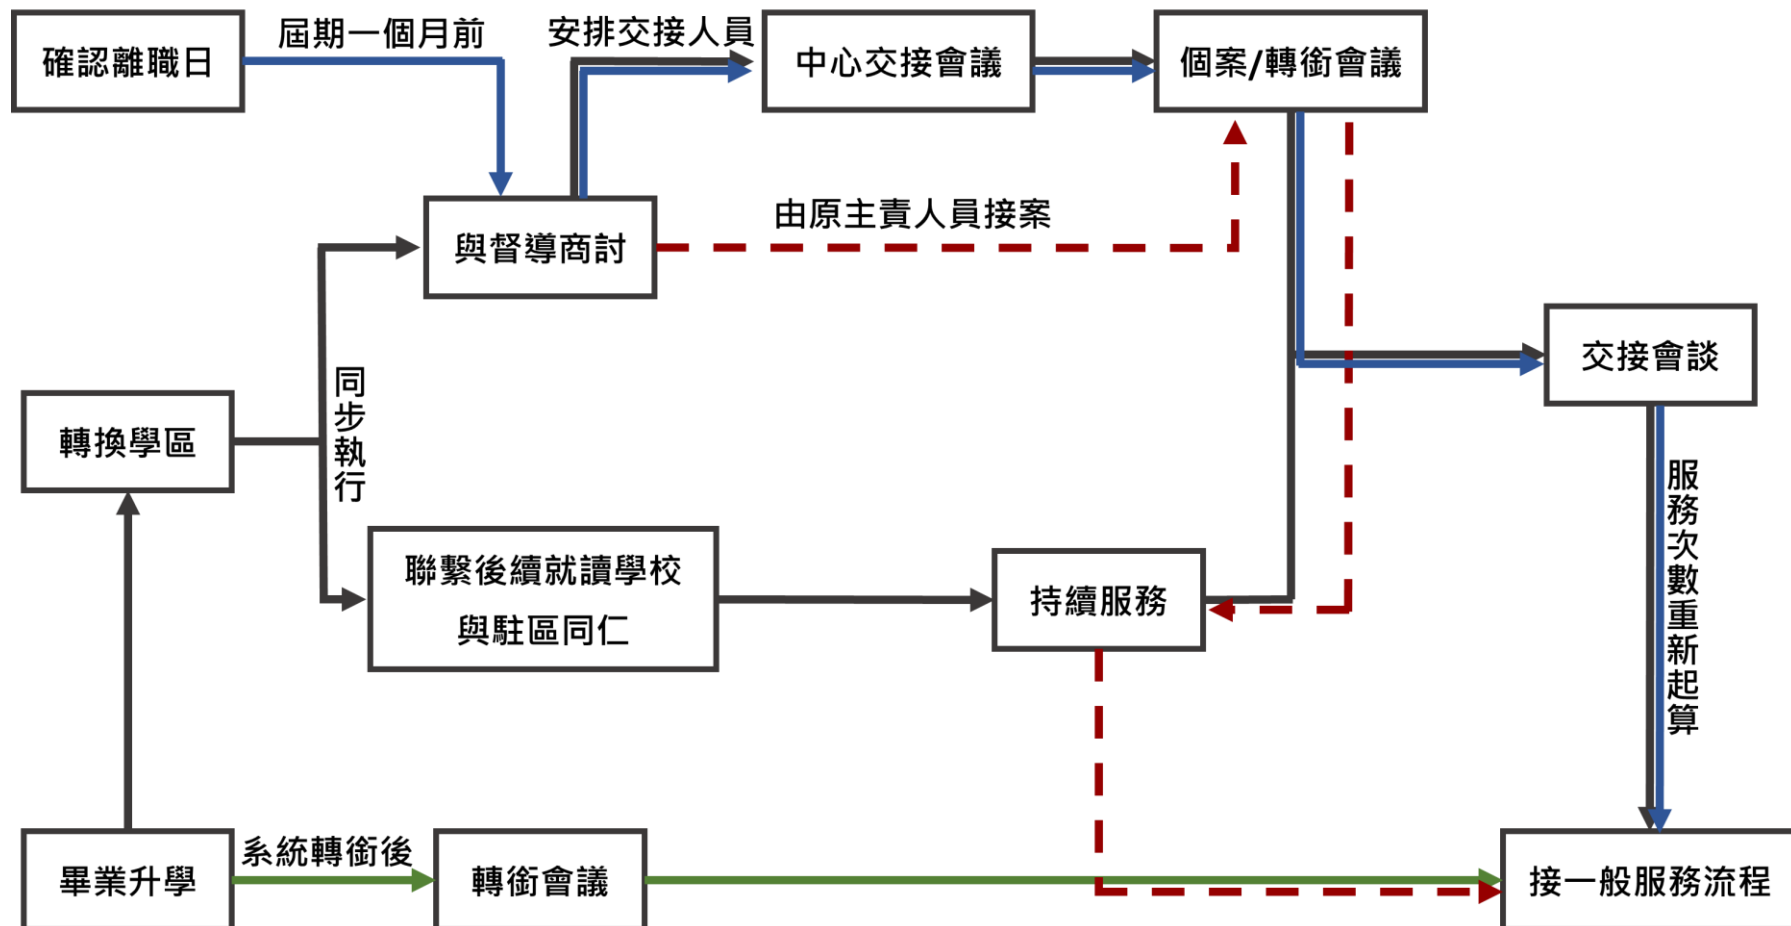 確認離職日
屆期一個月前
安排交接人員
中心交接會議
個案/轉銜會議
與督導商討
由原主責人員接案
交接會談
轉換學區
同步執行
聯繫後續就讀學校
與駐區同仁
持續服務
服務次數重新起算
畢業升學
系統轉銜後
轉銜會議
接一般服務流程